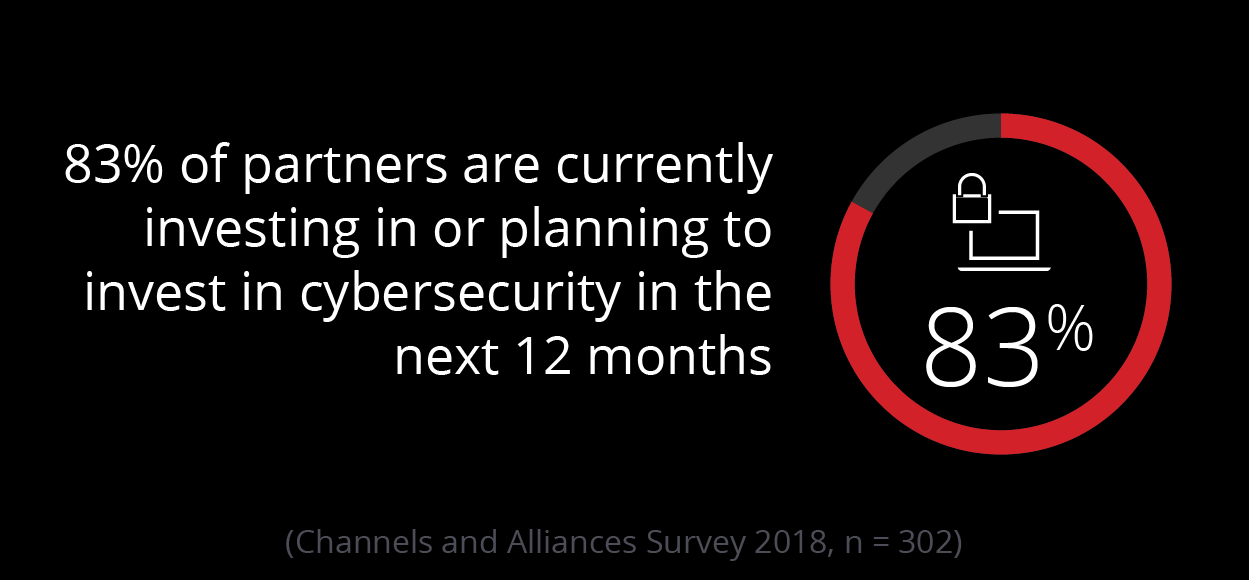 83% of partners are currently
investing in or planning to
invest in cybersecurity in the
next 12 months
83%
(Channels and Alliances Survey 2018, n = 302)